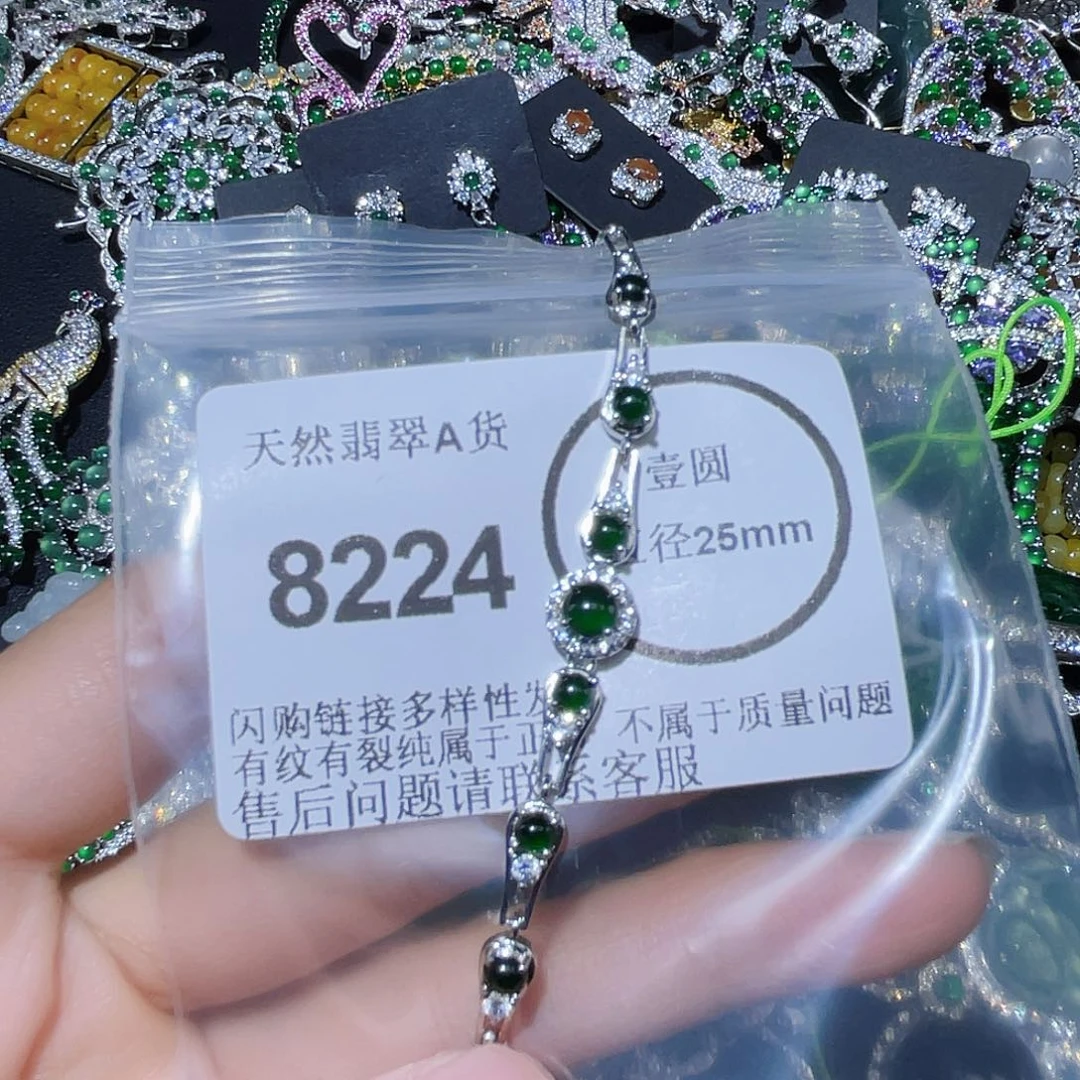 天然翡翠A货
8224
壹圆
径25mm
闪购链接多样性发 不属于质量问题
有纹有裂纯属于正
售后问题请联系客服